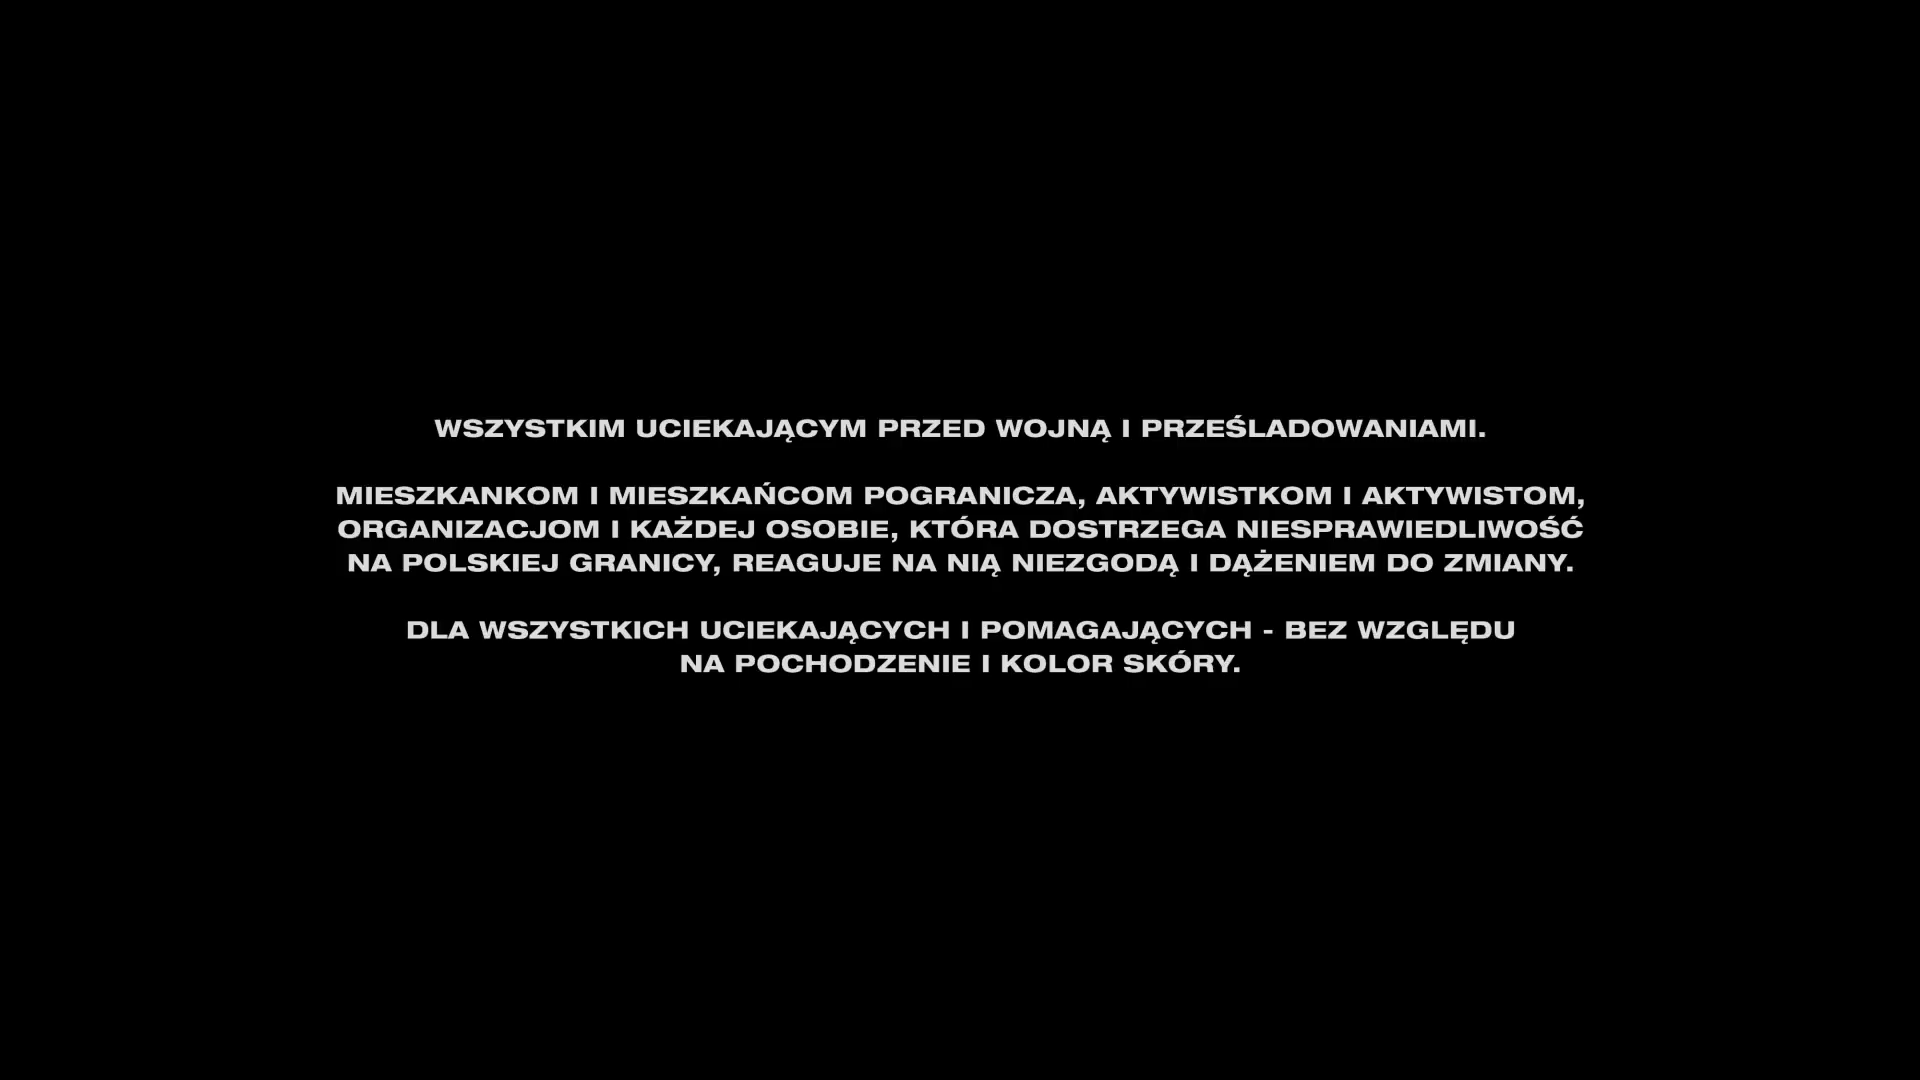 WSZYSTKIM UCIEKAJĄCYM PRZED WOJNĄ I PRZEŚLADOWANIAMI.
MIESZKANKOM I MIESZKAŃCOM POGRANICZA, AKTYWISTKOM I AKTYWISTOM,
ORGANIZACJOM I KAŻDEJ OSOBIE, KTÓRA DOSTRZEGA NIESPRAWIEDLIWOŚĆ
NA POLSKIEJ GRANICY, REAGUJE NA NIĄ NIEZGODĄ I DĄŻENIEM DO ZMIANY.
DLA WSZYSTKICH UCIEKAJĄCYCH I POMAGAJĄCYCH - BEZ WZGLĘDU
NA POCHODZENIE I KOLOR SKÓRY.